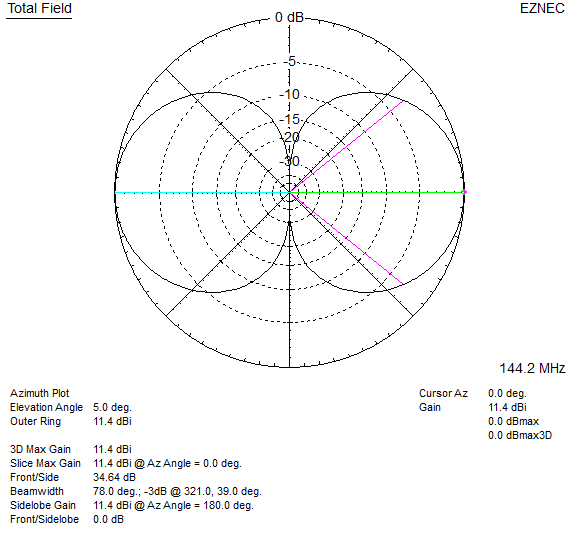 Total Field
EZNEC
0 dB
-5
-10
-15
-20
-30
144.2 MHz
Azimuth Plot
Elevation Angle 5.0 deg.
Outer Ring 11.4 dBi
Cursor Az 0.0 deg.
Gain 11.4 dBi
0.0 dBmax
0.0 dBmax3D
3D Max Gain 11.4 dBi
Slice Max Gain 11.4 dBi @ Az Angle = 0.0 deg.
Front/Side 34.64 dB
Beamwidth 78.0 deg.; -3dB @ 321.0, 39.0 deg.
Sidelobe Gain 11.4 dBi @ Az Angle = 180.0 deg.
Front/Sidelobe 0.0 dB